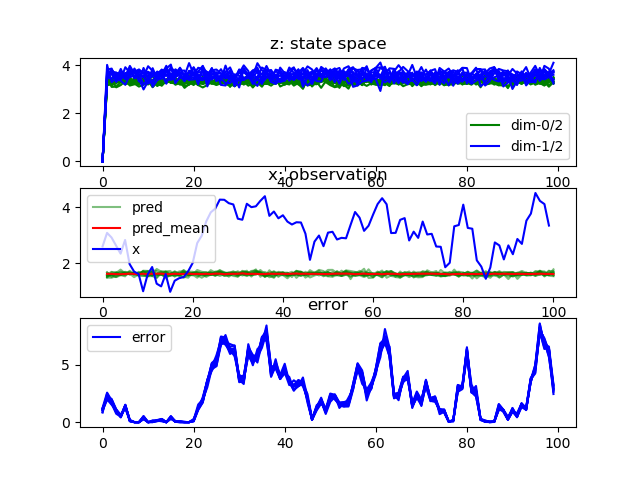 z: state space
4
2
0
dim-0/2
dim-1/2
0 20 40 60 80 100
x: observation
4
2
pred
pred_mean
x
0 20 40 60 80 100
error
5
0
error
0 20 40 60 80 100